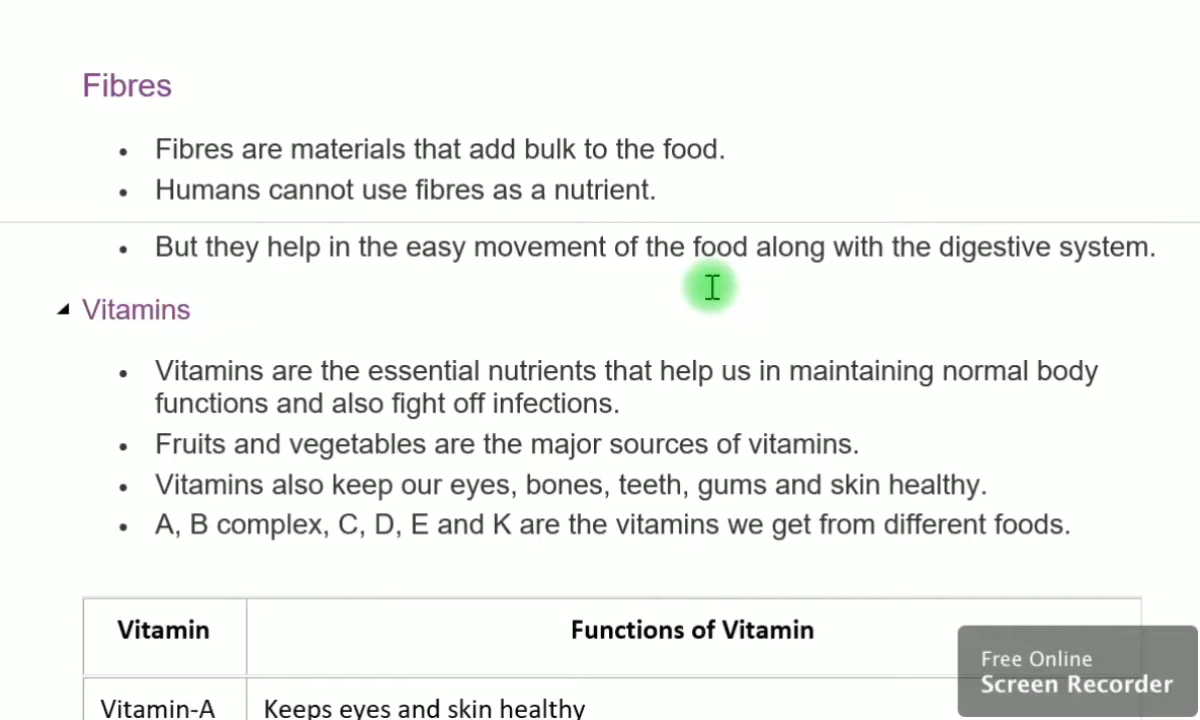 Fibres
Fibres are materials that add bulk to the food.
Humans cannot use fibres as a nutrient.
But they help in the easy movement of the food along with the digestive system.
Vitamins
Vitamins are the essential nutrients that help us in maintaining normal body
functions and also fight off infections.
Fruits and vegetables are the major sources of vitamins.
Vitamins also keep our eyes, bones, teeth, gums and skin healthy.
A, B complex, C, D, E and K are the vitamins we get from different foods.
Vitamin Functions of Vitamin
Free Online
Screen Recorder
Vitamin-A Keeps eyes and skin healthy